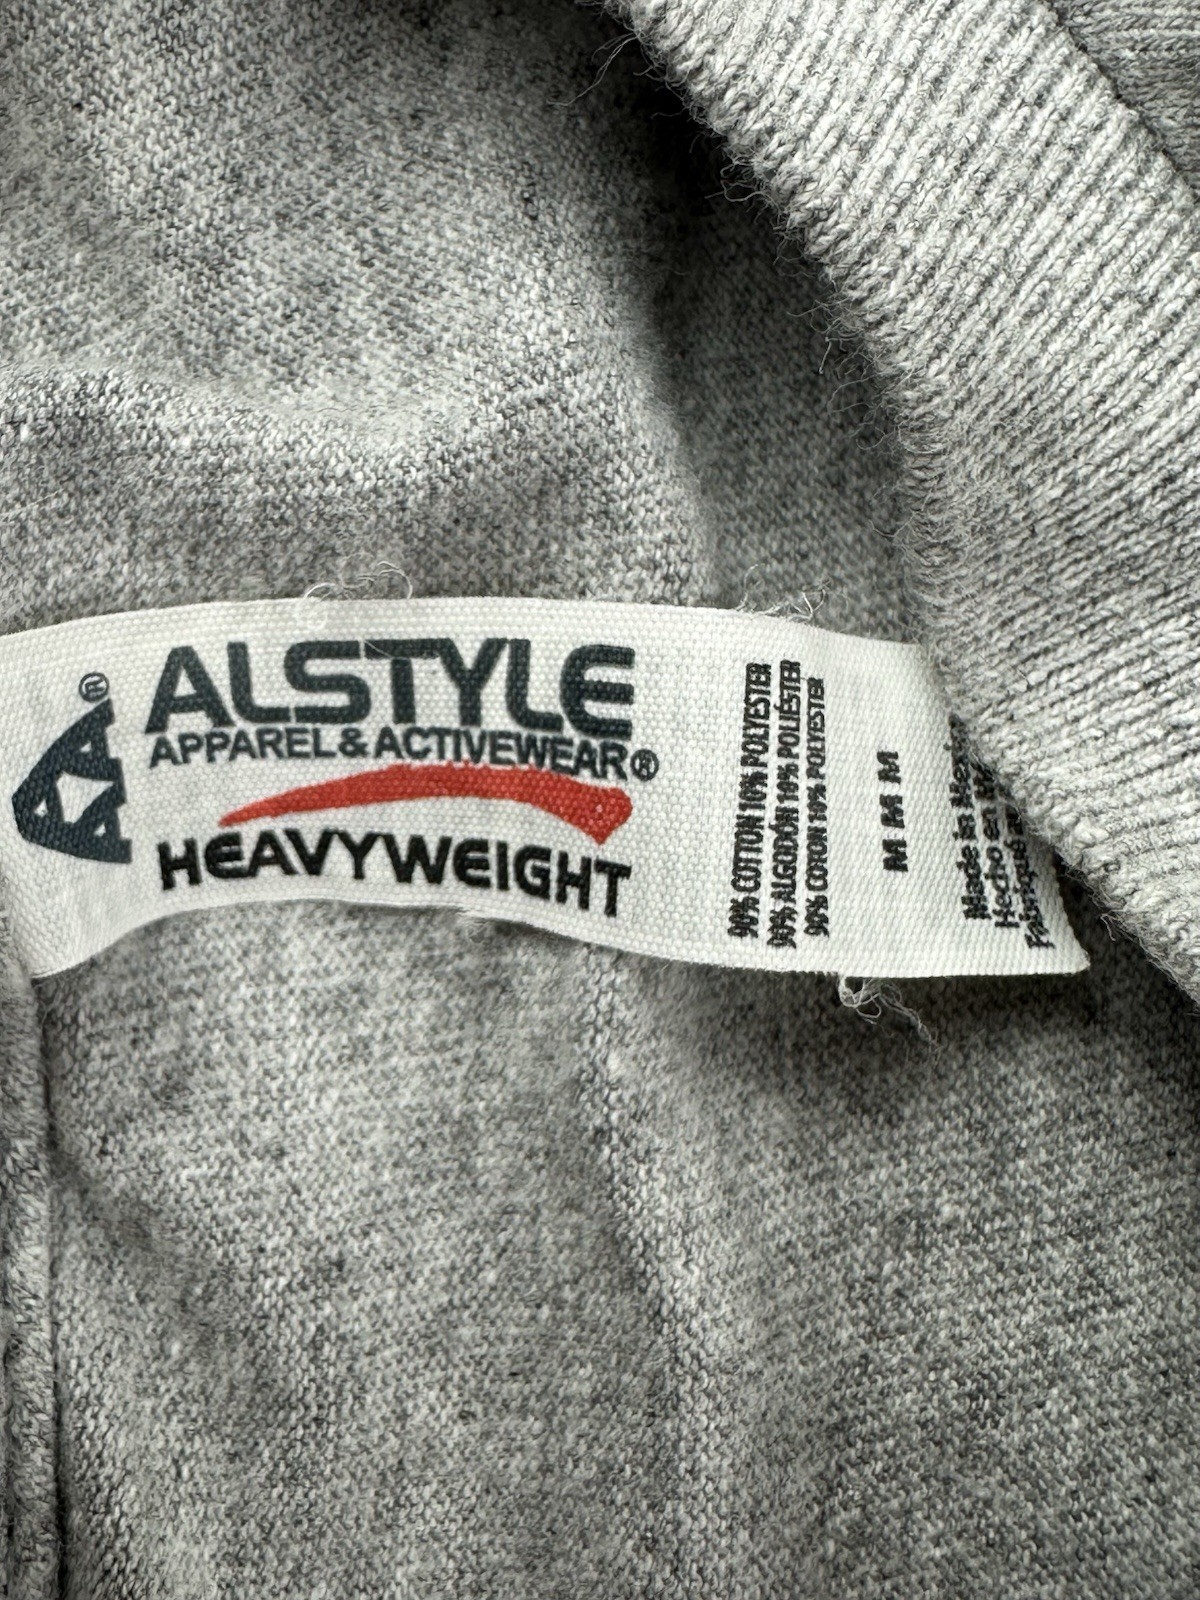 AA®
ALSTYLE
APPAREL & ACTIVEWEAR®
HEAVYWEIGHT
90% COTTON 10% POLYESTER
90% ALGODÓN 10% POLIÉSTER
90% COTON 10% POLYESTER
M M M
Made in
Hecho en